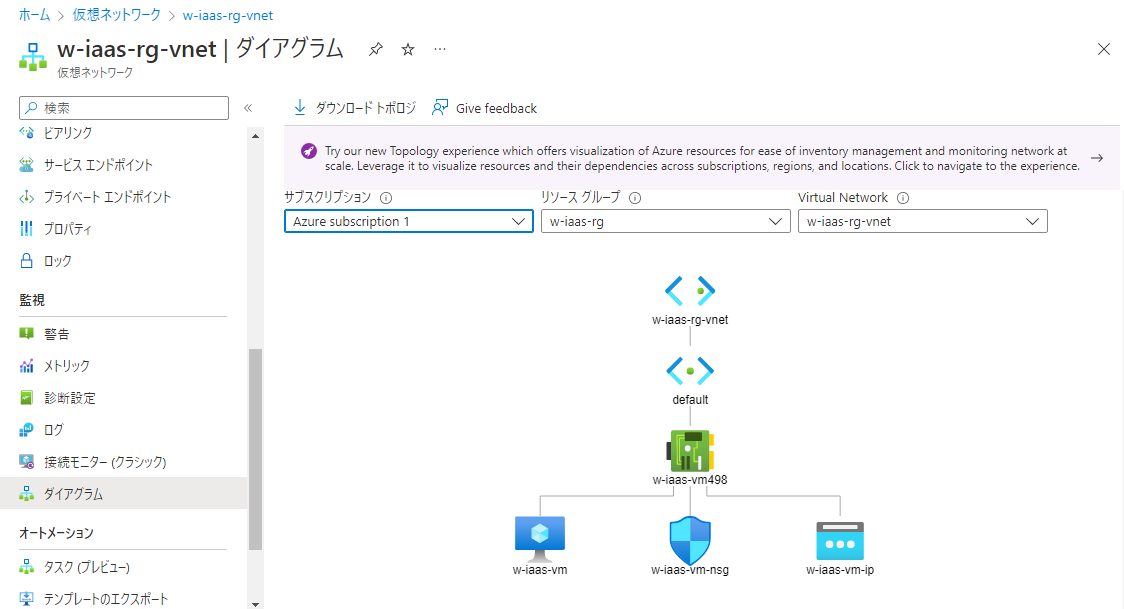 ホーム > 仮想ネットワーク > w-iaas-rg-vnet
w-iaas-rg-vnet | ダイアグラム
仮想ネットワーク
検索
ピアリング
サービス エンドポイント
プライベート エンドポイント
プロパティ
ロック
監視
警告
メトリック
診断設定
ログ
接続モニター (クラシック)
ダイアグラム
オートメーション
タスク (プレビュー)
テンプレートのエクスポート
ダウンロード トポロジ Give feedback
Try our new Topology experience which offers visualization of Azure resources for ease of inventory management and monitoring network at
scale. Leverage it to visualize resources and their dependencies across subscriptions, regions, and locations. Click to navigate to the experience.
サブスクリプション リソース グループ Virtual Network
Azure subscription 1 w-iaas-rg w-iaas-rg-vnet
w-iaas-rg-vnet
default
w-iaas-vm498
w-iaas-vm w-iaas-vm-nsg w-iaas-vm-ip